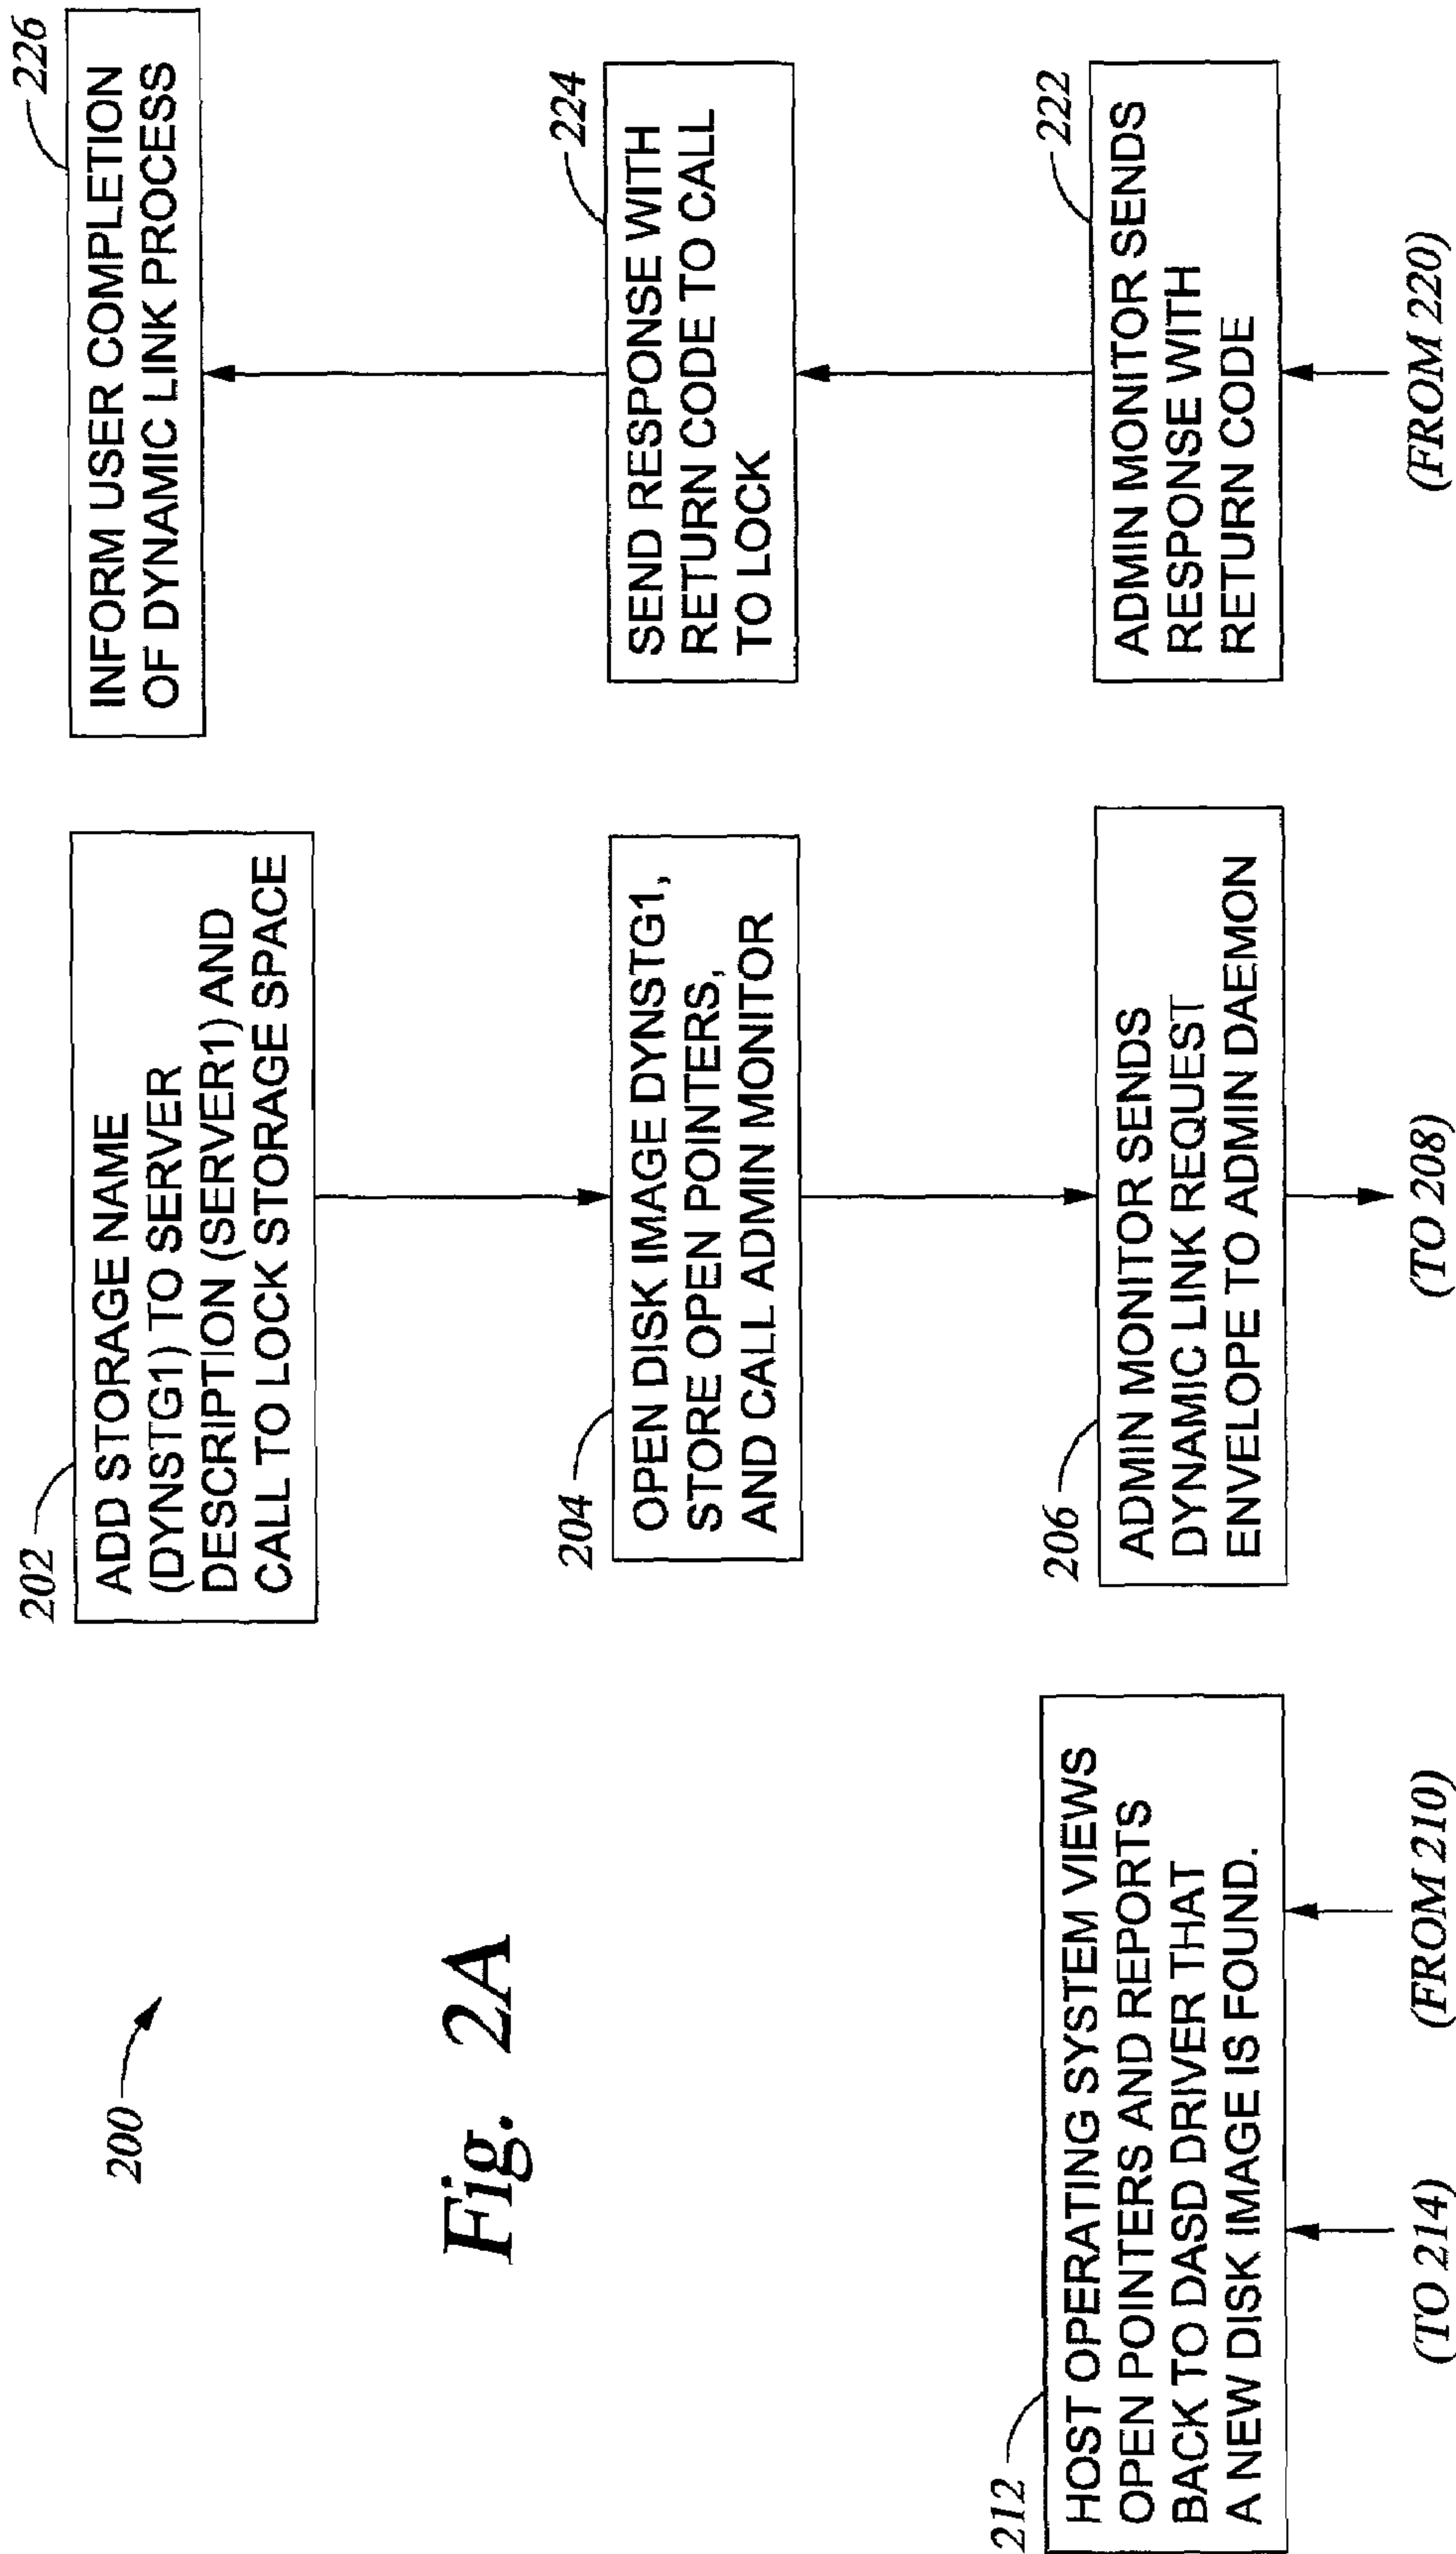 200
Fig. 2A
212
HOST OPERATING SYSTEM VIEWS
OPEN POINTERS AND REPORTS
BACK TO DASD DRIVER THAT
A NEW DISK IMAGE IS FOUND.
(TO 214)
(FROM 210)
202
ADD STORAGE NAME
(DYNSTG1) TO SERVER
DESCRIPTION (SERVER1) AND
CALL TO LOCK STORAGE SPACE
204
OPEN DISK IMAGE DYNSTG1,
STORE OPEN POINTERS,
AND CALL ADMIN MONITOR
206
ADMIN MONITOR SENDS
DYNAMIC LINK REQUEST
ENVELOPE TO ADMIN DAEMON
(TO 208)
226
INFORM USER COMPLETION
OF DYNAMIC LINK PROCESS
224
SEND RESPONSE WITH
RETURN CODE TO CALL
TO LOCK
222
ADMIN MONITOR SENDS
RESPONSE WITH
RETURN CODE
(FROM 220)